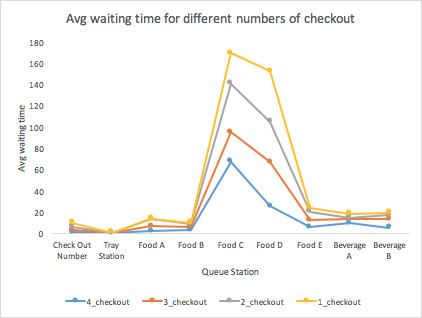 Avg waiting time for different numbers of checkout
180
160
140
120
100
80
60
40
20
0
Avg waiting time
Check Out Number
Tray Station
Food A
Food B
Food C
Food D
Food E
Beverage A
Beverage B
Queue Station
4_checkout
3_checkout
2_checkout
1_checkout